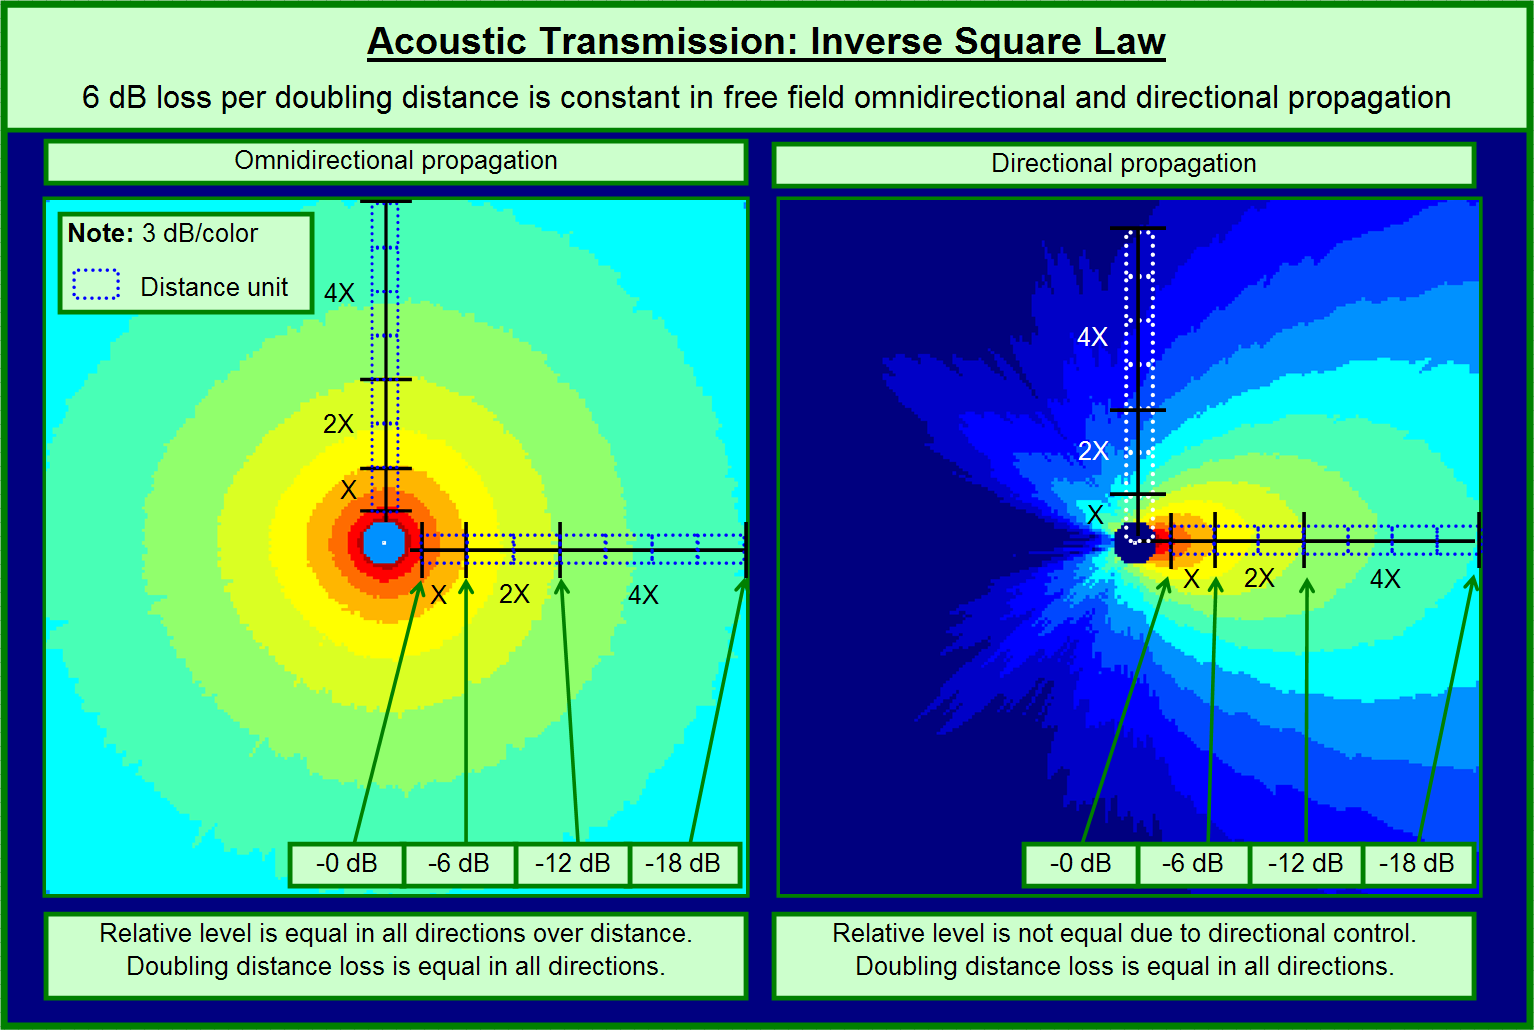 Acoustic Transmission: Inverse Square Law
6 dB loss per doubling distance is constant in free field omnidirectional and directional propagation
Omnidirectional propagation
Note: 3 dB/color
Distance unit
4X
2X
X
X
2X
4X
-0 dB
-6 dB
-12 dB
-18 dB
Relative level is equal in all directions over distance.
Doubling distance loss is equal in all directions.
Directional propagation
4X
2X
X
X
2X
4X
-0 dB
-6 dB
-12 dB
-18 dB
Relative level is not equal due to directional control.
Doubling distance loss is equal in all directions.